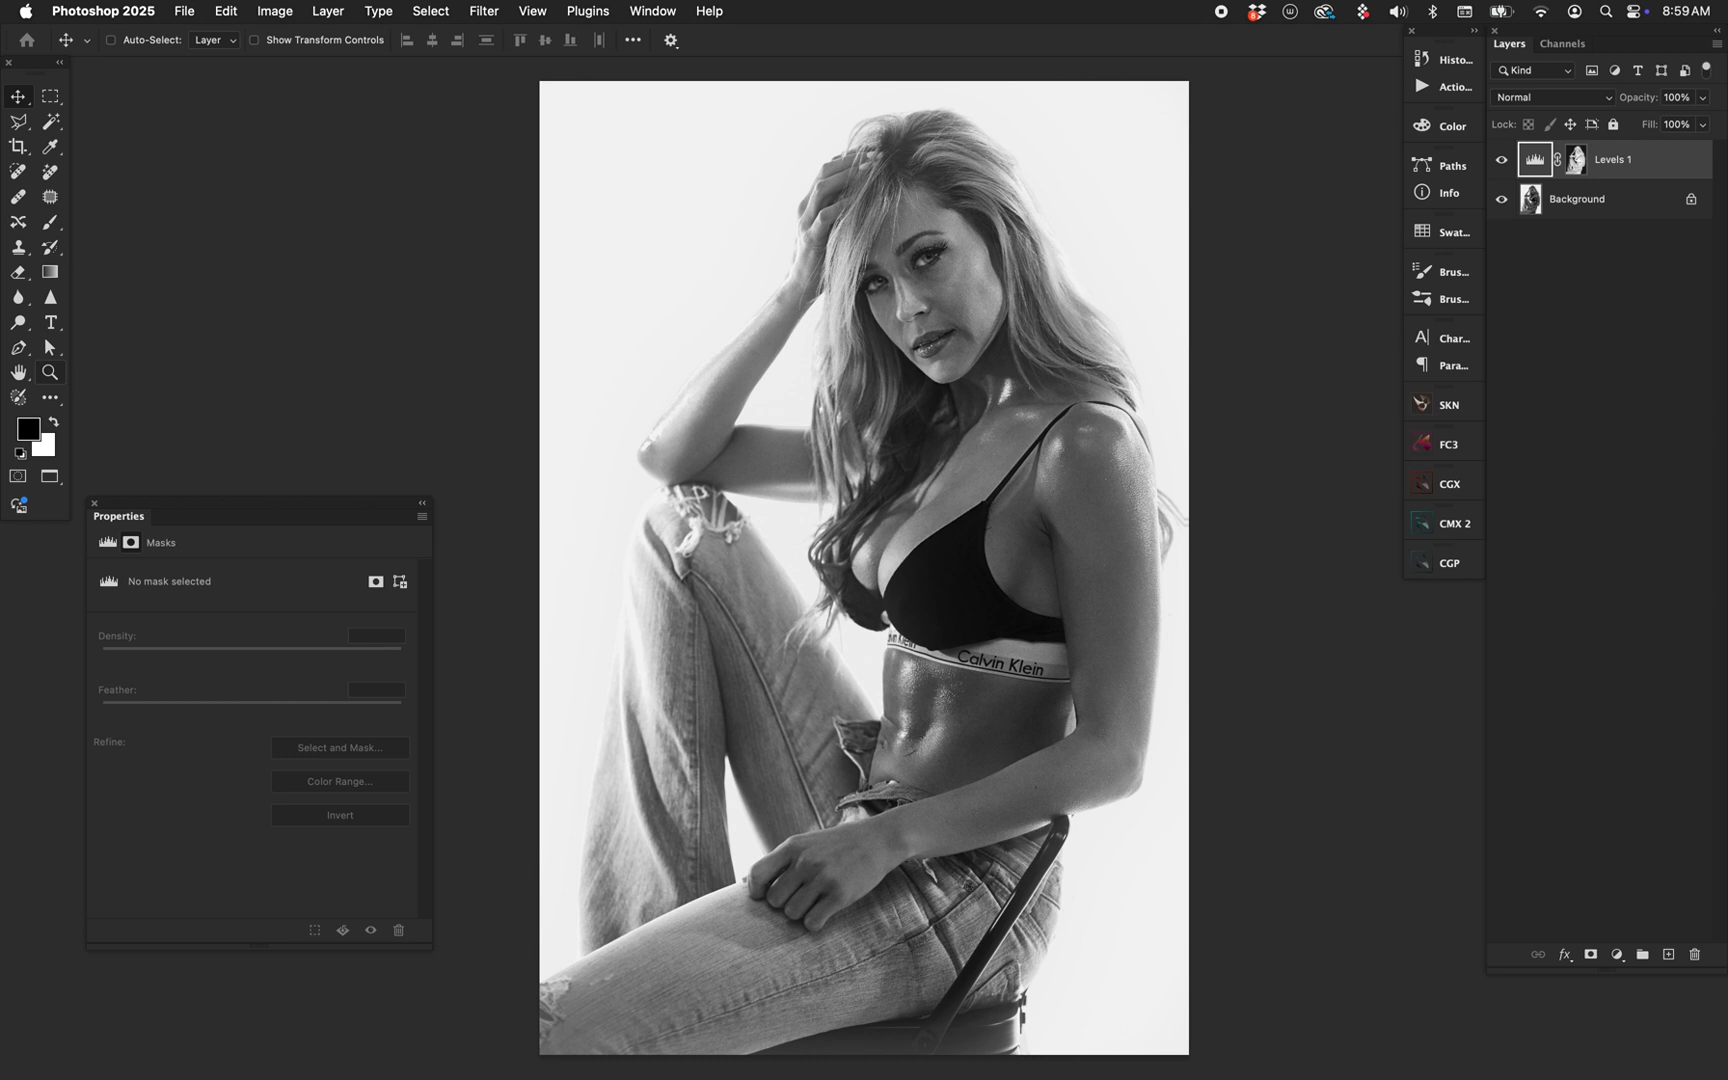 Photoshop 2025 File Edit Image Layer Type Select Filter View Plugins Window Help 8:59 AM
Auto-Select: Layer Show Transform Controls
Histo...
Actio...
Color
Paths
Info
Swat...
Brus...
Brus...
Char...
Para...
SKN
FC3
CGX
CMX 2
CGP
Layers Channels
Kind
Normal Opacity: 100%
Lock: Fill: 100%
Levels 1
Background
Properties
Masks
No mask selected
Density:
Feather:
Refine: Select and Mask...
Color Range...
Invert
Calvin Klein